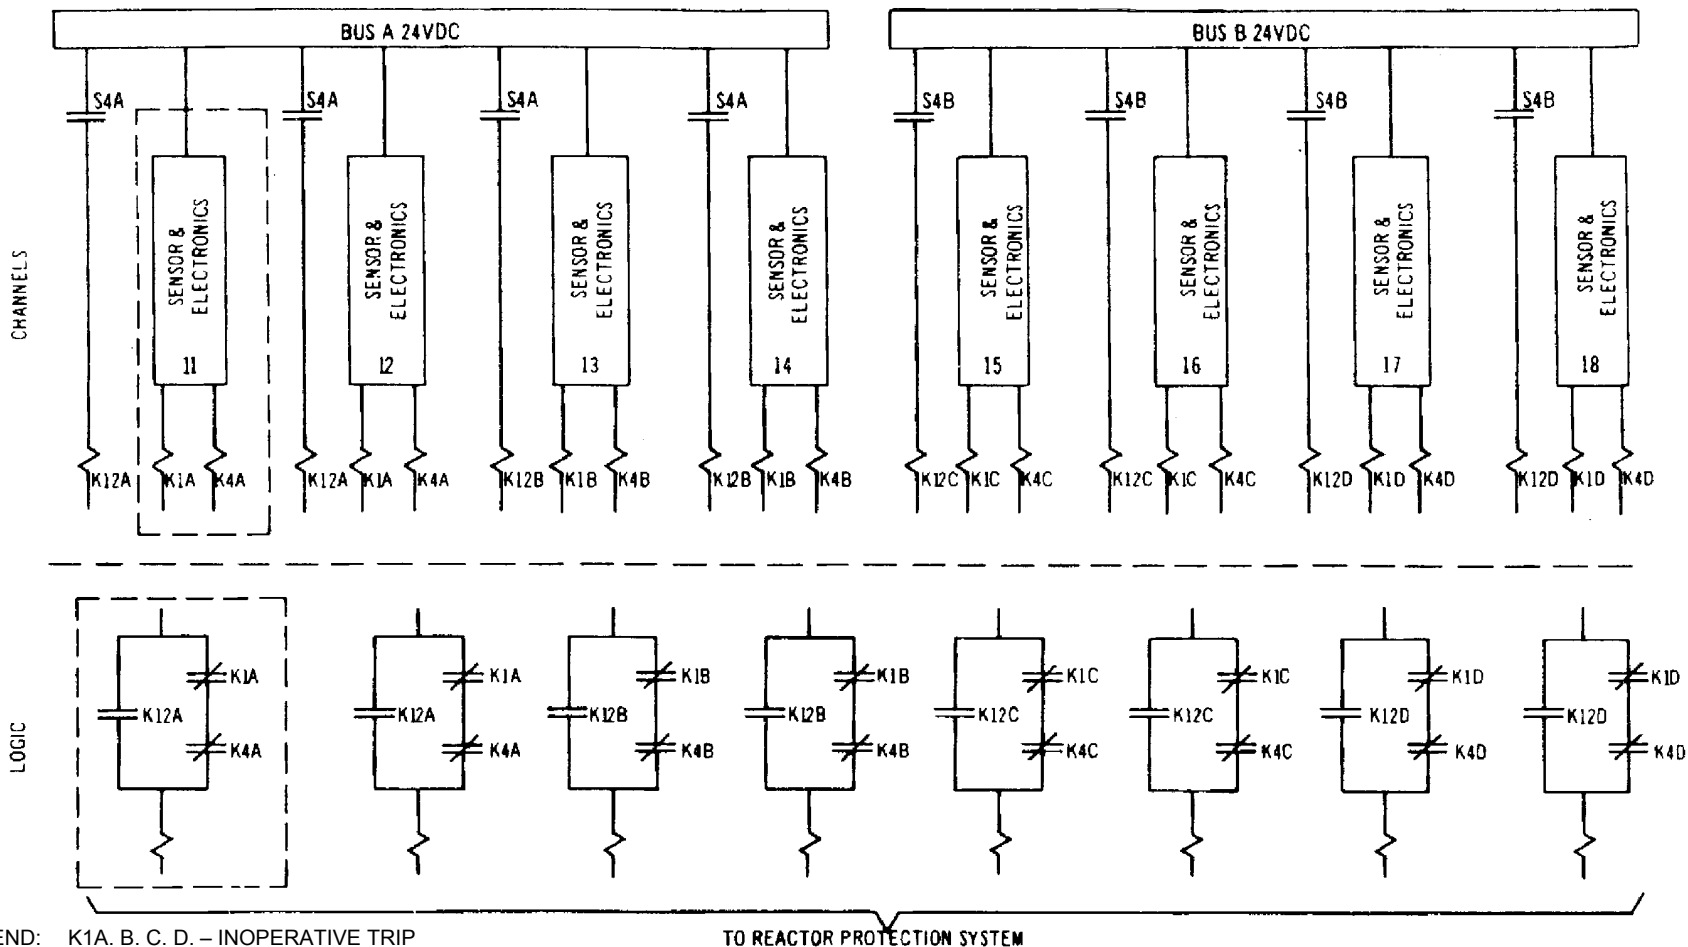 BUS A 24VDC
BUS B 24VDC
S4A
S4A
S4A
S4A
S4B
S4B
S4B
S4B
CHANNELS
SENSOR &
ELECTRONICS
11
SENSOR &
ELECTRONICS
12
SENSOR &
ELECTRONICS
13
SENSOR &
ELECTRONICS
14
SENSOR &
ELECTRONICS
15
SENSOR &
ELECTRONICS
16
SENSOR &
ELECTRONICS
17
SENSOR &
ELECTRONICS
18
K12A K1A K4A
K12A K1A K4A
K12B K1B K4B
K12B K1B K4B
K12C K1C K4C
K12C K1C K4C
K12D K1D K4D
K12D K1D K4D
LOGIC
K1A
K12A
K4A
K1A
K12A
K4A
K1B
K12B
K4B
K1B
K12B
K4B
K1C
K12C
K4C
K1C
K12C
K4C
K1D
K12D
K4D
K1D
K12D
K4D
END: K1A, B, C, D, – INOPERATIVE TRIP
TO REACTOR PROTECTION SYSTEM